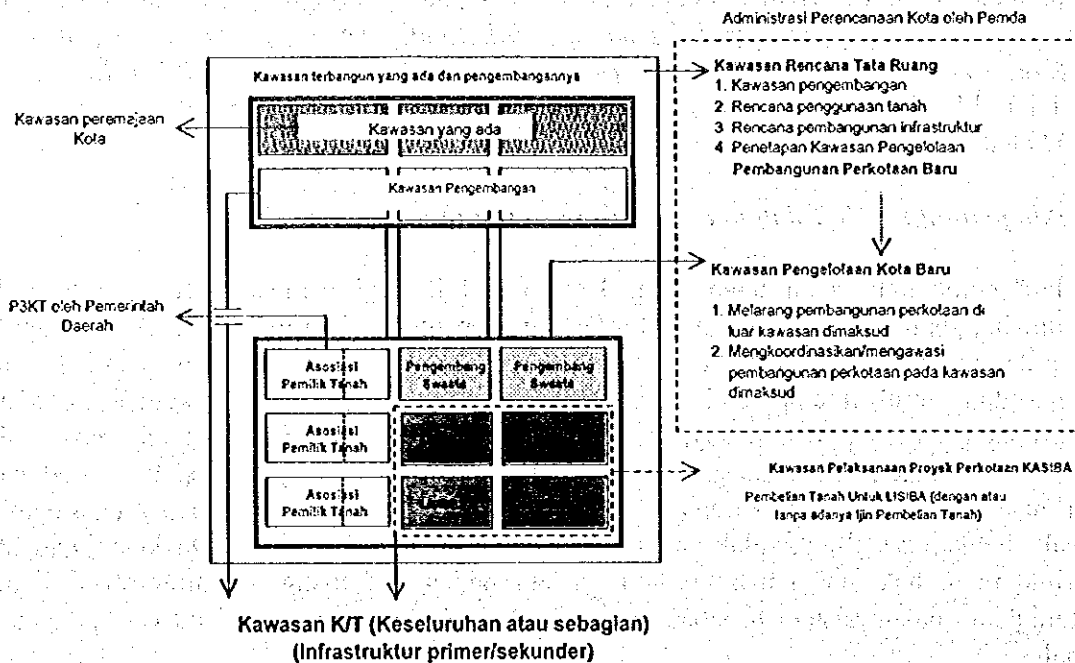 Administrasi Perencanaan Kota oleh Pemda
Kawasan terbangun yang ada dan pengembangannya
Kawasan Rencana Tata Ruang
1. Kawasan pengembangan
2. Rencana penggunaan tanah
3 Rencana pembangunan infrastruktur
4 Penetapan Kawasan Pengelolaan
Pembangunan Perkotaan Baru
Kawasan peremajaan
Kota
Kawasan yang ada
Kawasan Pengembangan
Kawasan Pengelolaan Kota Baru
1. Melarang pembangunan perkotaan di
luar kawasan dimaksud
2. Mengkoordinasikan/mengawasi
pembangunan perkotaan pada kawasan
dimaksud
P3KT oleh Pemerintah
Daerah
Asosiasi
Pemilik Tanah
Pengembang
Swasta
Pengembang
Swasta
Asosiasi
Pemilik Tanah
Asosiasi
Pemilik Tanah
Kawasan Pelaksanaan Proyek Perkotaan KASIBA
Pembelian Tanah Untuk LISIBA (dengan atau
tanpa adanya Ijin Pembelian Tanah)
Kawasan K/T (Keseluruhan atau sebagian)
(Infrastruktur primer/sekunder)